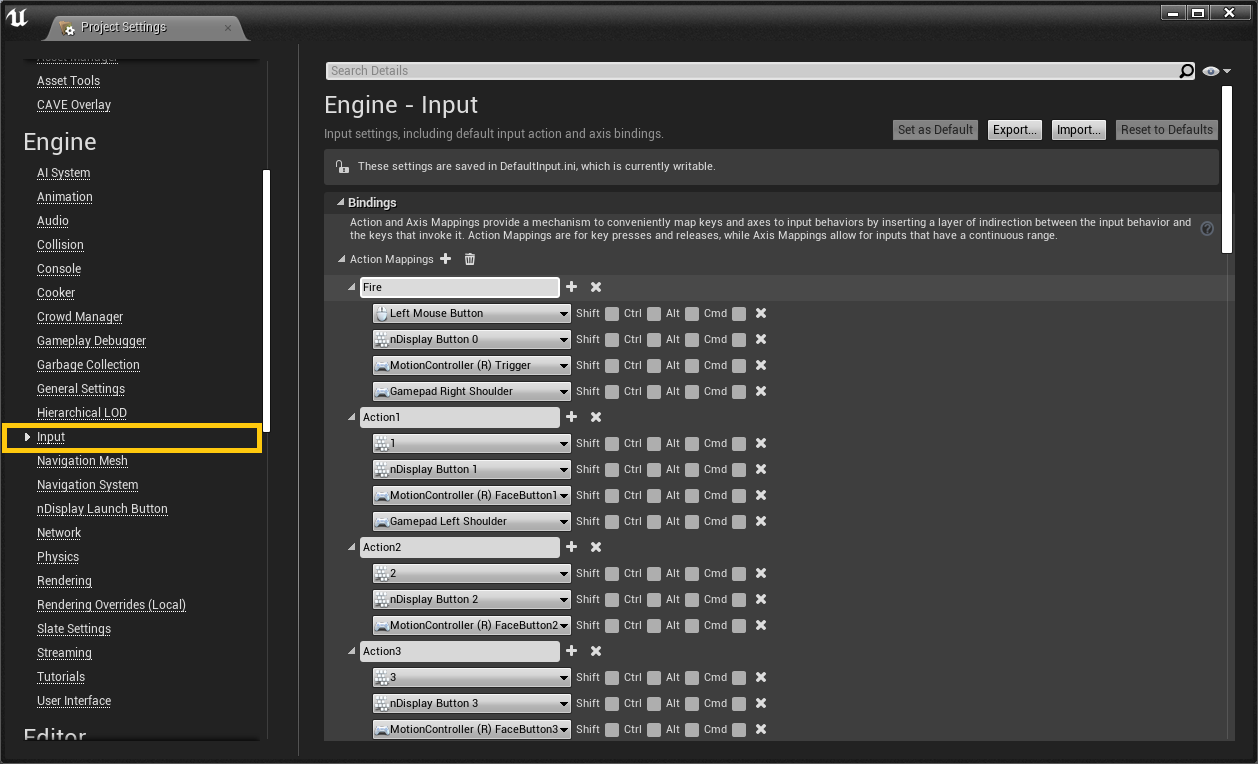 Project Settings
Asset Manager
Asset Tools
CAVE Overlay
Engine
AI System
Animation
Audio
Collision
Console
Cooker
Crowd Manager
Gameplay Debugger
Garbage Collection
General Settings
Hierarchical LOD
Input
Navigation Mesh
Navigation System
nDisplay Launch Button
Network
Physics
Rendering
Rendering Overrides (Local)
Slate Settings
Streaming
Tutorials
User Interface
Editor
Search Details
Engine - Input
Input settings, including default input action and axis bindings.
Set as Default Export... Import... Reset to Defaults
These settings are saved in DefaultInput.ini, which is currently writable.
Bindings
Action and Axis Mappings provide a mechanism to conveniently map keys and axes to input behaviors by inserting a layer of indirection between the input behavior and
the keys that invoke it. Action Mappings are for key presses and releases, while Axis Mappings allow for inputs that have a continuous range.
Action Mappings
Fire
Left Mouse Button Shift Ctrl Alt Cmd
nDisplay Button 0 Shift Ctrl Alt Cmd
MotionController (R) Trigger Shift Ctrl Alt Cmd
Gamepad Right Shoulder Shift Ctrl Alt Cmd
Action1
1 Shift Ctrl Alt Cmd
nDisplay Button 1 Shift Ctrl Alt Cmd
MotionController (R) FaceButton1 Shift Ctrl Alt Cmd
Gamepad Left Shoulder Shift Ctrl Alt Cmd
Action2
2 Shift Ctrl Alt Cmd
nDisplay Button 2 Shift Ctrl Alt Cmd
MotionController (R) FaceButton2 Shift Ctrl Alt Cmd
Action3
3 Shift Ctrl Alt Cmd
nDisplay Button 3 Shift Ctrl Alt Cmd
MotionController (R) FaceButton3 Shift Ctrl Alt Cmd